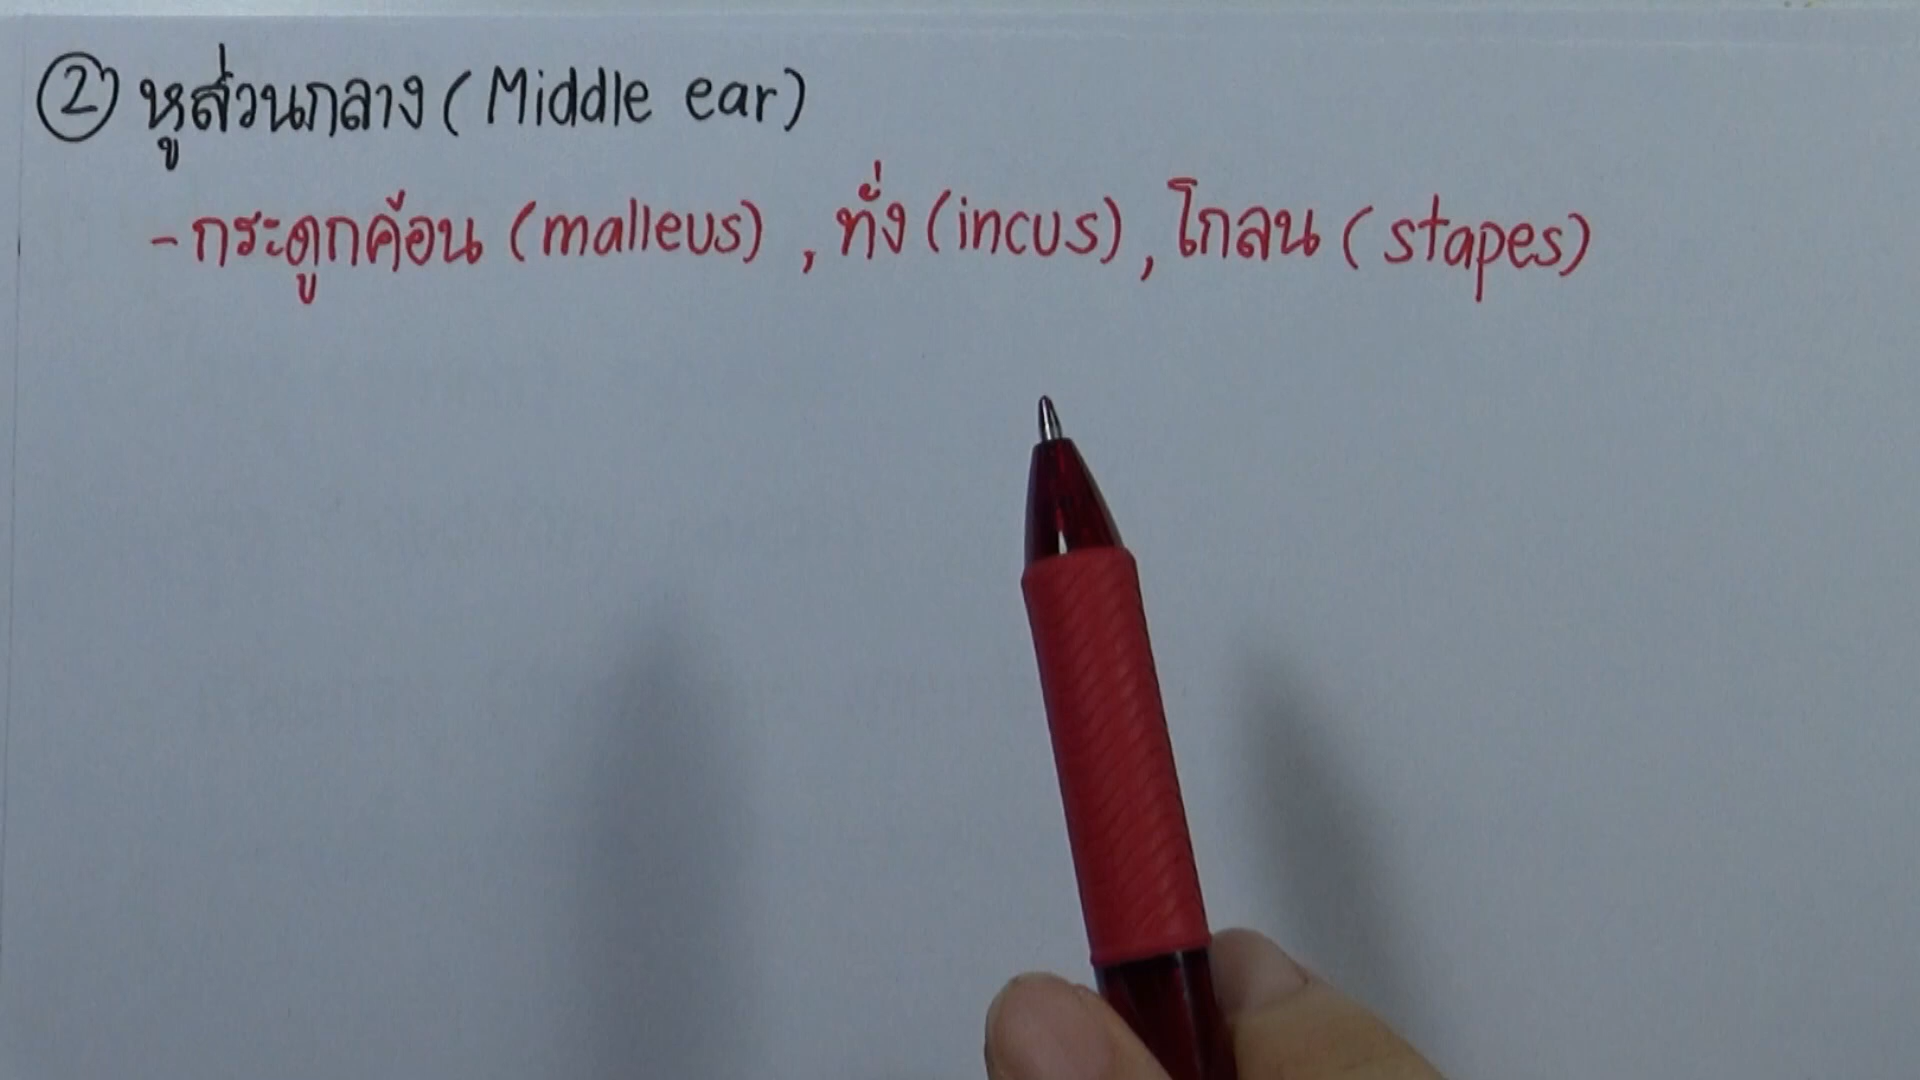 ② หูส่วนกลาง (Middle ear)
- กระดูกค้อน (malleus) , ทั่ง (incus) , โกลน (stapes)